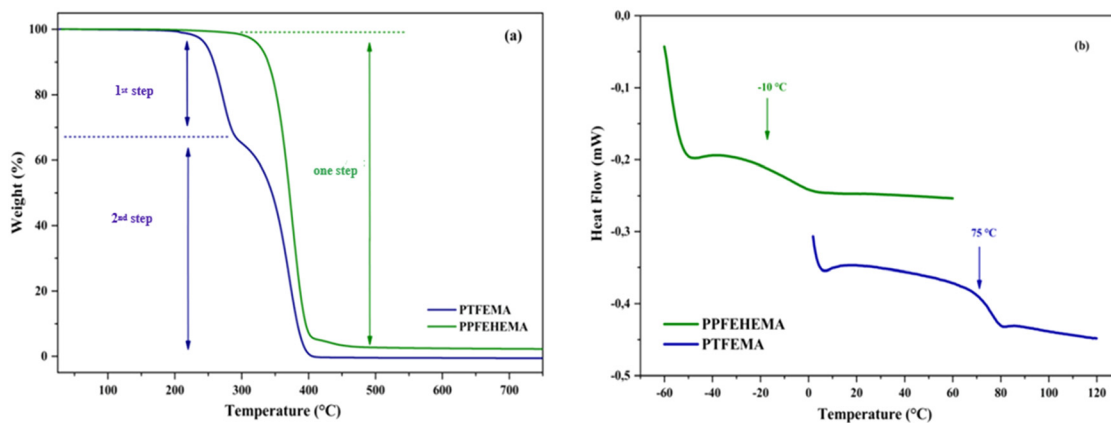 (a)
100
80
60
40
20
0
Weight (%)
1st step
2nd step
one step
PTFEMA
PPFEHEMA
100 200 300 400 500 600 700
Temperature (°C)
0,0
-0,1
-0,2
-0,3
-0,4
-0,5
Heat Flow (mW)
(b)
-10 °C
75 °C
PPFEHEMA
PTFEMA
-60 -40 -20 0 20 40 60 80 100 120
Temperature (°C)